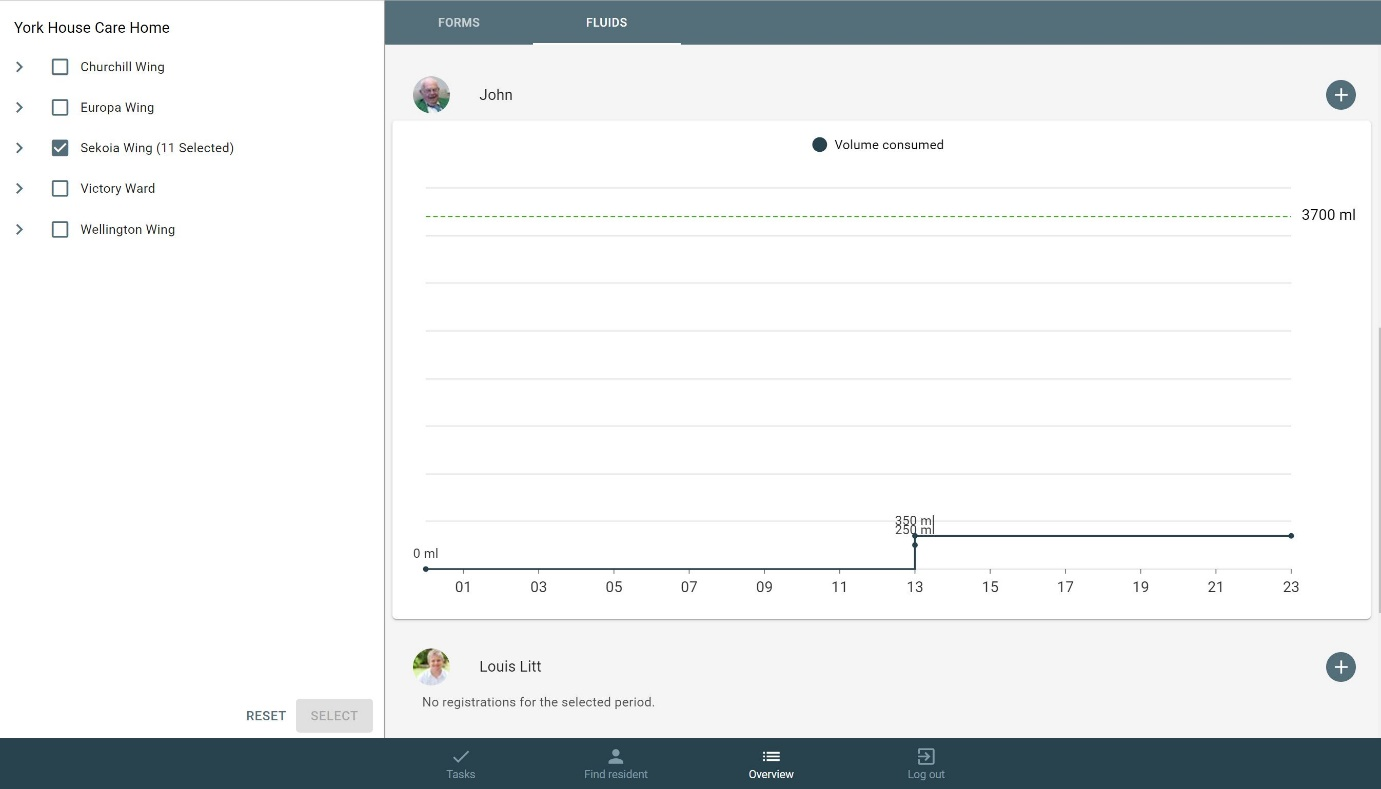 York House Care Home
Churchill Wing
Europa Wing
Sekoia Wing (11 Selected)
Victory Ward
Wellington Wing
RESET SELECT
FORMS FLUIDS
John
Volume consumed
3700 ml
350 ml
250 ml
0 ml
01 03 05 07 09 11 13 15 17 19 21 23
Louis Litt
No registrations for the selected period.
Tasks Find resident Overview Log out